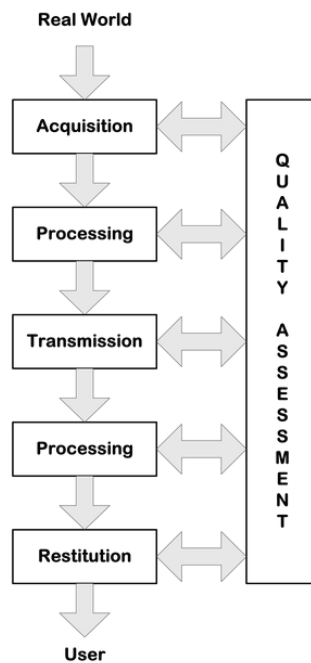 Real World
Acquisition
Processing
Transmission
Processing
Restitution
User
QUALITY ASSESSMENT